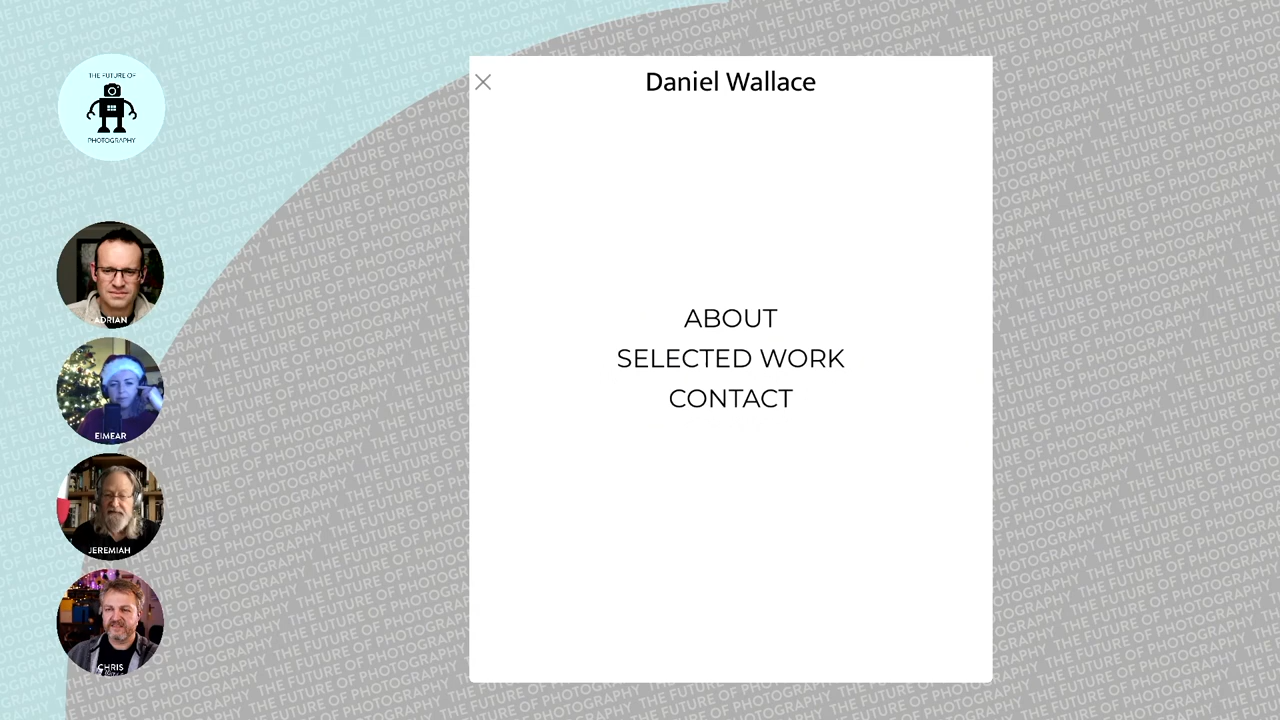 THE FUTURE OF
PHOTOGRAPHY
ADRIAN
EIMEAR
JEREMIAH
CHRIS
Daniel Wallace
ABOUT
SELECTED WORK
CONTACT
THE FUTURE OF PHOTOGRAPHY